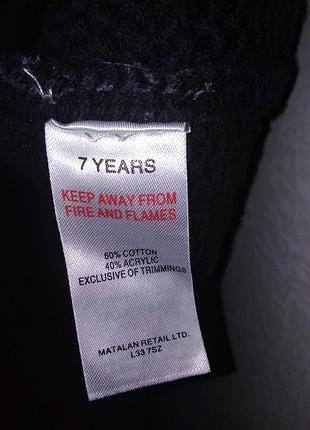 7 YEARS
KEEP AWAY FROM
FIRE AND FLAMES
60% COTTON
40% ACRYLIC
EXCLUSIVE OF TRIMMINGS
MATALAN RETAIL LTD.
L33 7SZ